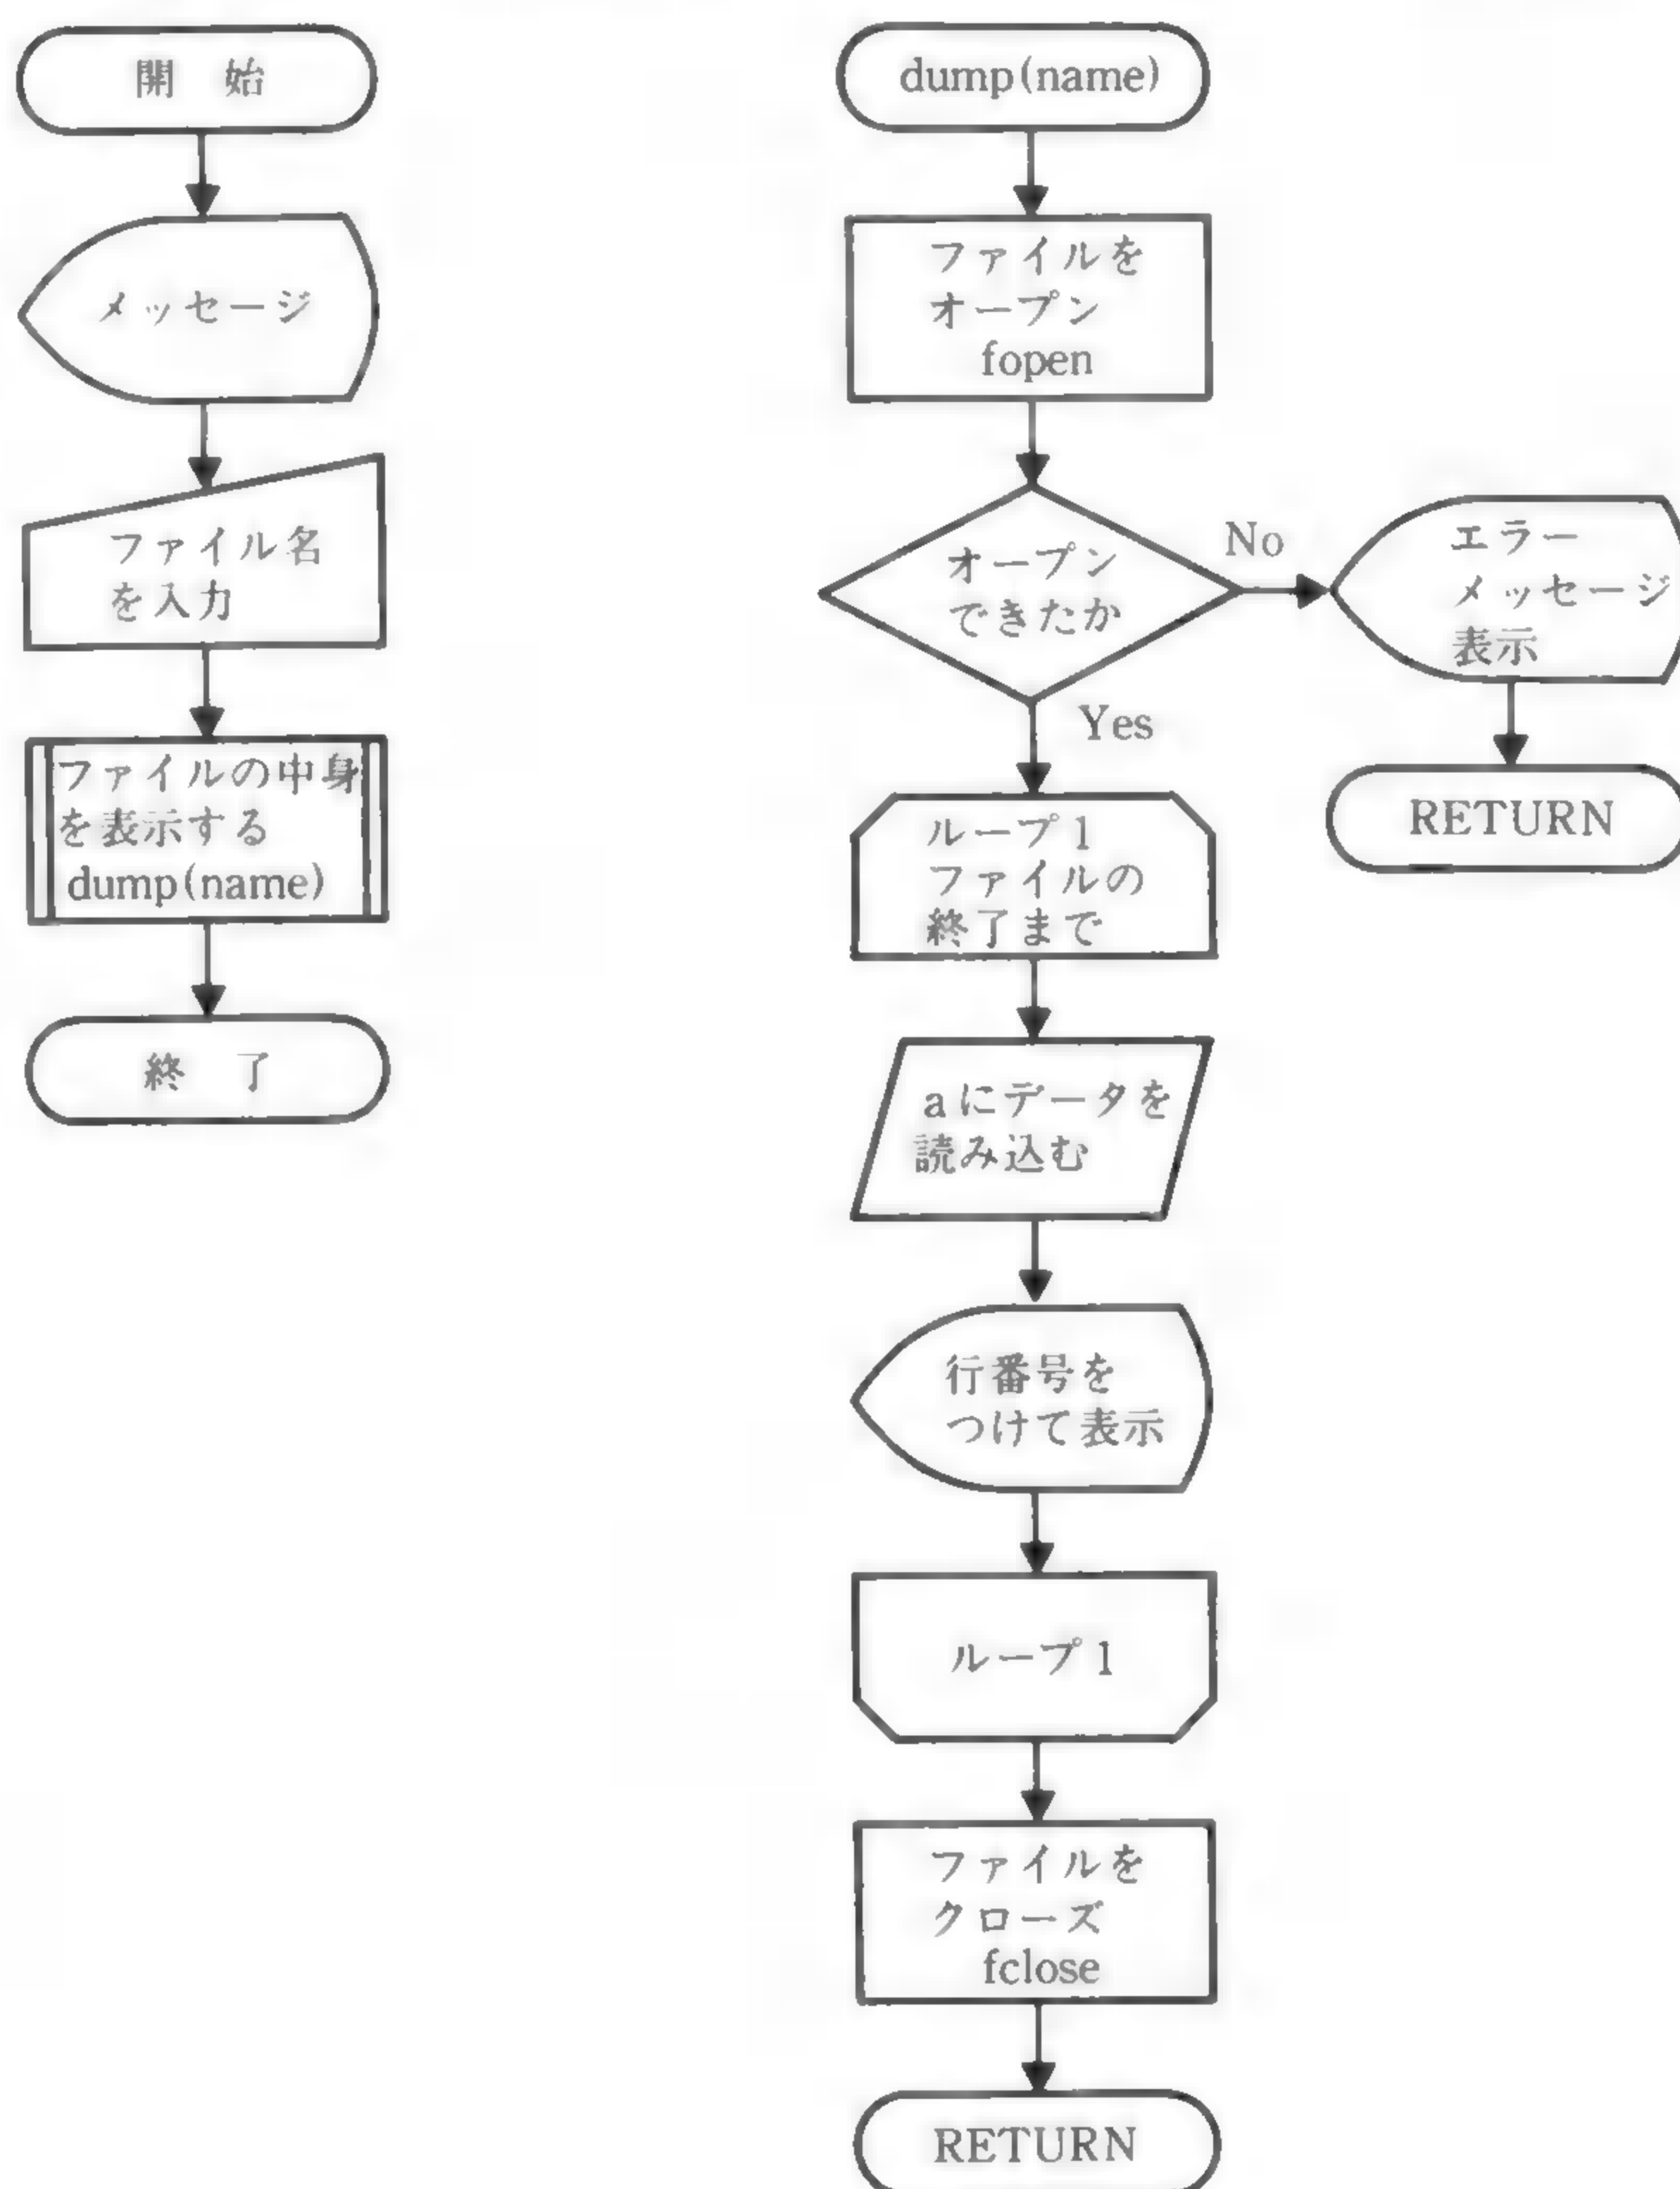 開 始
メッセージ
ファイル名
を入力
ファイルの中身
を表示する
dump(name)
終 了
dump(name)
ファイルを
オープン
fopen
オープン
できたか
No
エラー
メッセージ
表示
RETURN
Yes
ループ1
ファイルの
終了まで
aにデータを
読み込む
行番号を
つけて表示
ループ1
ファイルを
クローズ
fclose
RETURN